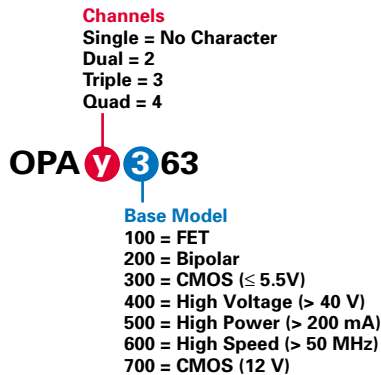 Channels
Single = No Character
Dual = 2
Triple = 3
Quad = 4
OPA y 3 63
Base Model
100 = FET
200 = Bipolar
300 = CMOS (≤ 5.5V)
400 = High Voltage (> 40 V)
500 = High Power (> 200 mA)
600 = High Speed (> 50 MHz)
700 = CMOS (12 V)